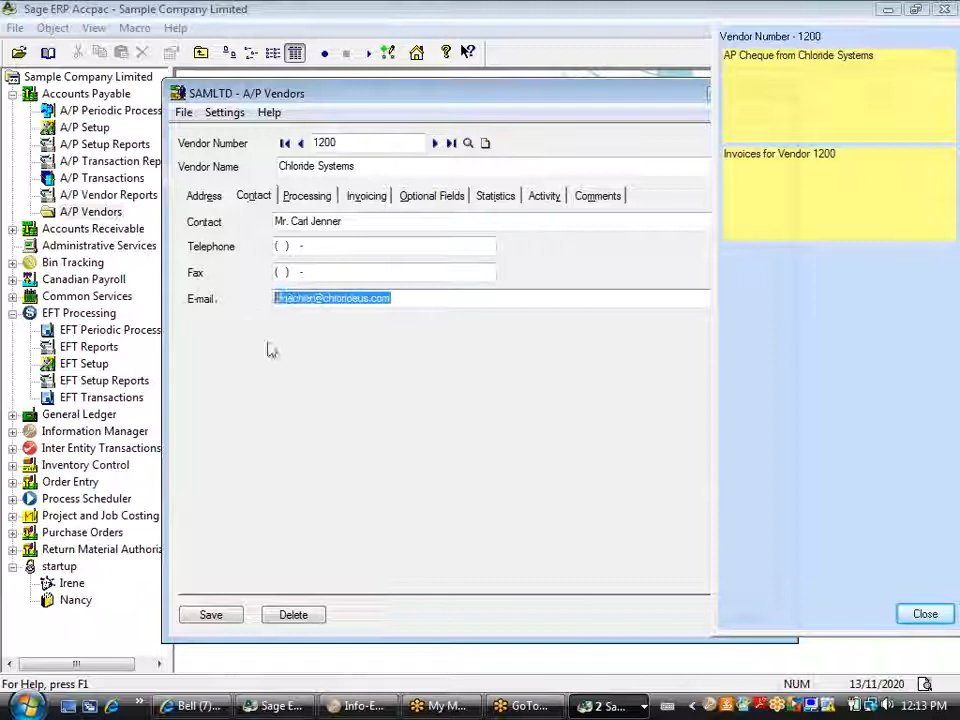 Sage ERP Accpac - Sample Company Limited
File Object View Macro Help
Sample Company Limited
Accounts Payable
A/P Periodic Process
A/P Setup
A/P Setup Reports
A/P Transaction Rep
A/P Transactions
A/P Vendor Reports
A/P Vendors
Accounts Receivable
Administrative Services
Bin Tracking
Canadian Payroll
Common Services
EFT Processing
EFT Periodic Process
EFT Reports
EFT Setup
EFT Setup Reports
EFT Transactions
General Ledger
Information Manager
Inter Entity Transactions
Inventory Control
Order Entry
Process Scheduler
Project and Job Costing
Purchase Orders
Return Material Authoriz
startup
Irene
Nancy
SAMLTD - A/P Vendors
File Settings Help
Vendor Number 1200
Vendor Name Chloride Systems
Address Contact Processing Invoicing Optional Fields Statistics Activity Comments
Contact Mr. Carl Jenner
Telephone ( ) -
Fax ( ) -
E-mail
Save Delete
Vendor Number - 1200
AP Cheque from Chloride Systems
Invoices for Vendor 1200
Close
For Help, press F1
NUM 13/11/2020
Bell (7)... Sage E... Info-E... My M... GoTo... 2 Sa... 12:13 PM